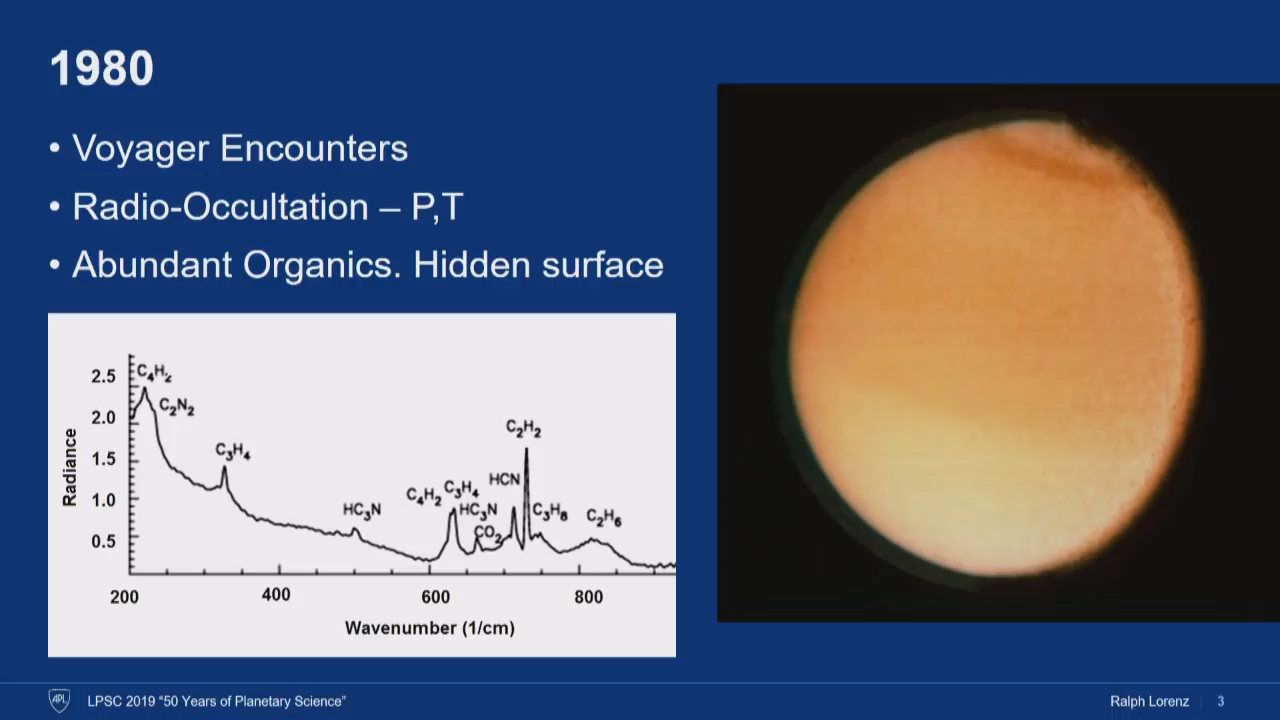 1980
• Voyager Encounters
• Radio-Occultation – P,T
• Abundant Organics. Hidden surface
2.5
2.0
1.5
1.0
0.5
Radiance
C₄H₂
C₂N₂
C₃H₄
HC₃N
C₄H₂
C₃H₄
HC₃N
CO₂
HCN
C₂H₂
C₃H₈
C₂H₆
200 400 600 800
Wavenumber (1/cm)
APL
LPSC 2019 “50 Years of Planetary Science”
Ralph Lorenz 3